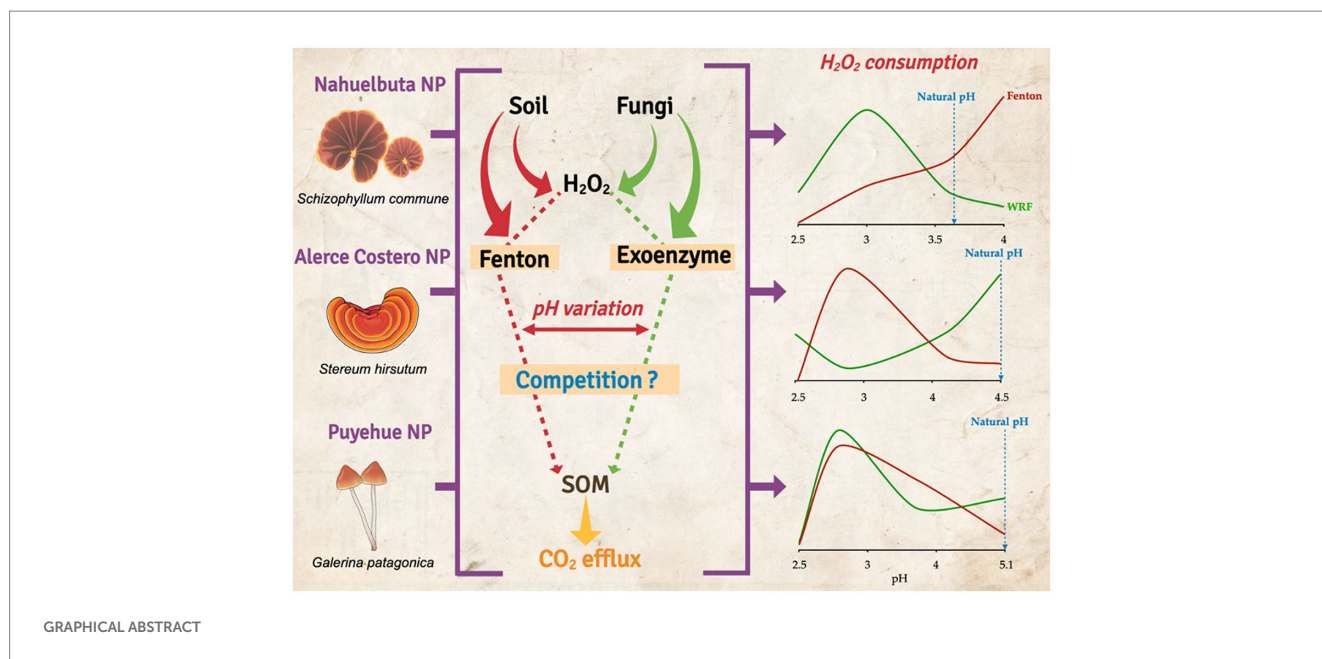 Nahuelbuta NP
Schizophyllum commune
Alerce Costero NP
Stereum hirsutum
Puyehue NP
Galerina patagonica
Soil
Fungi
H₂O₂
Fenton
Exoenzyme
pH variation
Competition ?
SOM
CO₂ efflux
H₂O₂ consumption
Natural pH
Fenton
WRF
2.5 3 3.5 4
Natural pH
2.5 3 4 4.5
Natural pH
2.5 3 4 5.1
pH
GRAPHICAL ABSTRACT